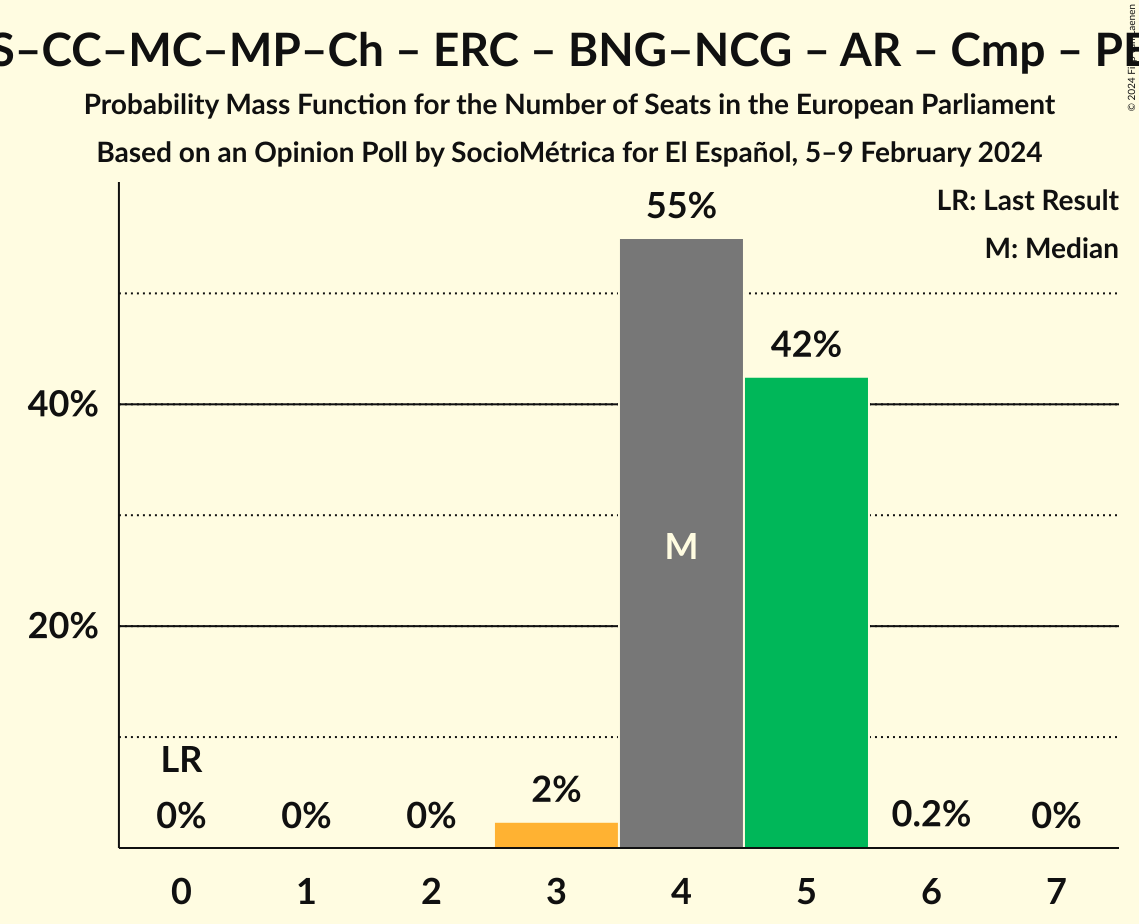 S–CC–MC–MP–Ch – ERC – BNG–NCG – AR – Cmp –
Probability Mass Function for the Number of Seats in the European Parliament
Based on an Opinion Poll by SocioMétrica for El Español, 5–9 February 2024
© 2024
LR: Last Result
M: Median
55%
42%
40%
M
20%
LR
2%
0% 0% 0% 0.2% 0%
0 1 2 3 4 5 6 7